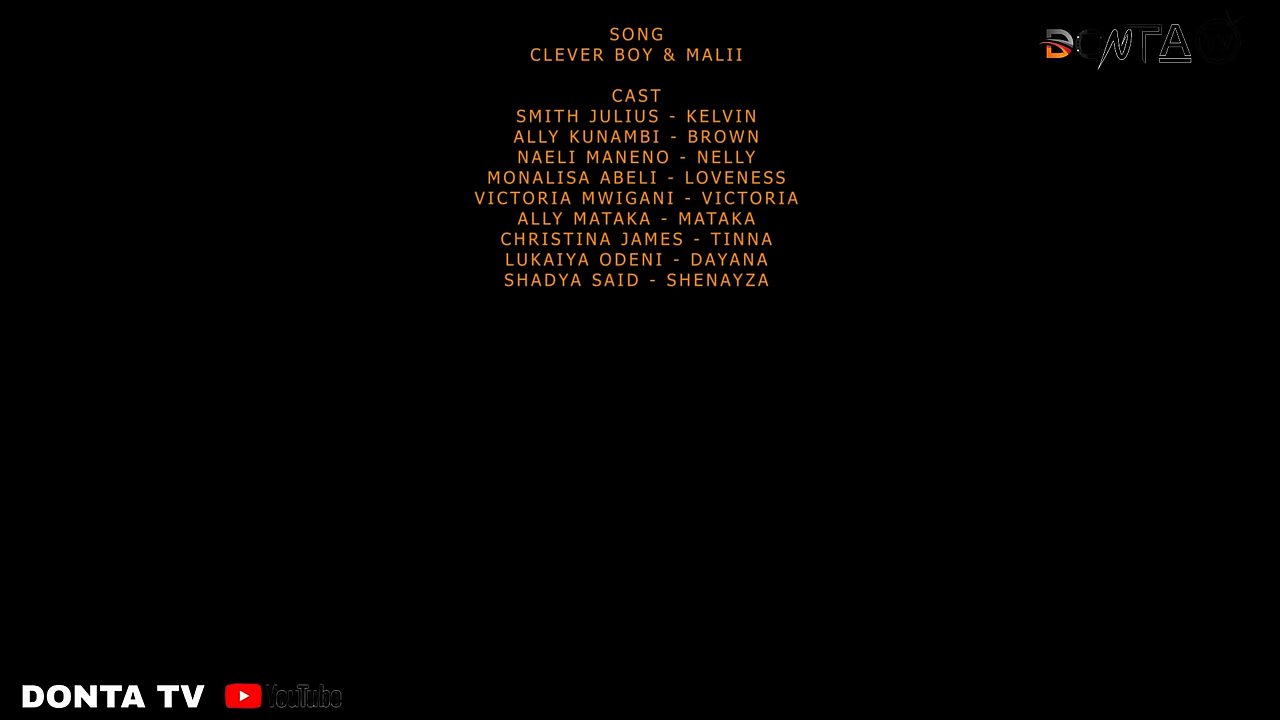 SONG
CLEVER BOY & MALII
CAST
SMITH JULIUS - KELVIN
ALLY KUNAMBI - BROWN
NAELI MANENO - NELLY
MONALISA ABELI - LOVENESS
VICTORIA MWIGANI - VICTORIA
ALLY MATAKA - MATAKA
CHRISTINA JAMES - TINNA
LUKAIYA ODENI - DAYANA
SHADYA SAID - SHENAYZA
DONTA
DONTA TV YouTube